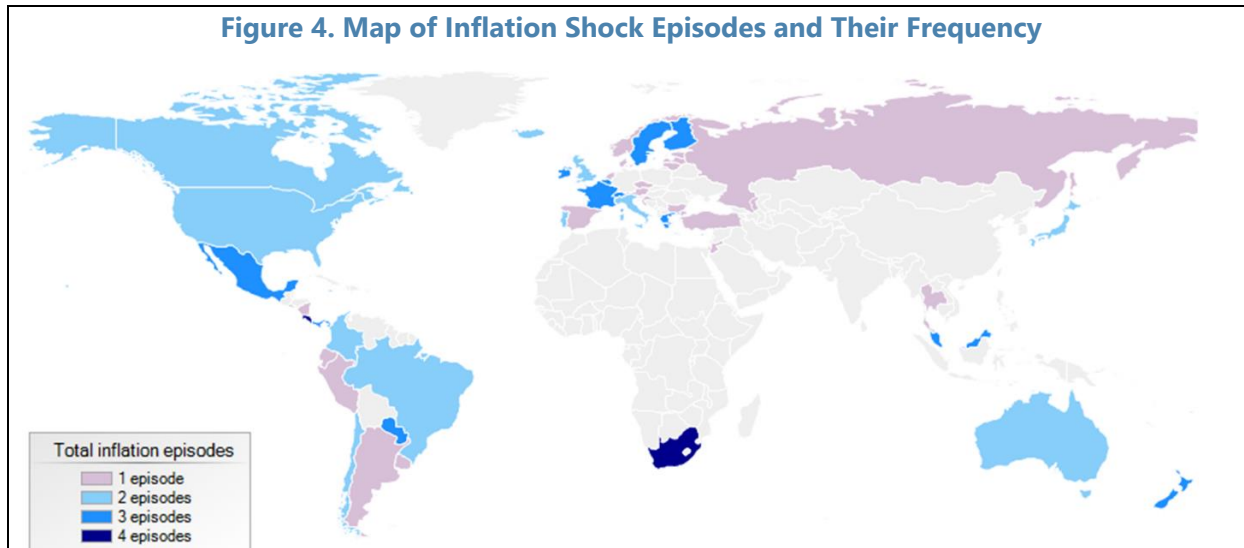 Figure 4. Map of Inflation Shock Episodes and Their Frequency
Total inflation episodes
1 episode
2 episodes
3 episodes
4 episodes